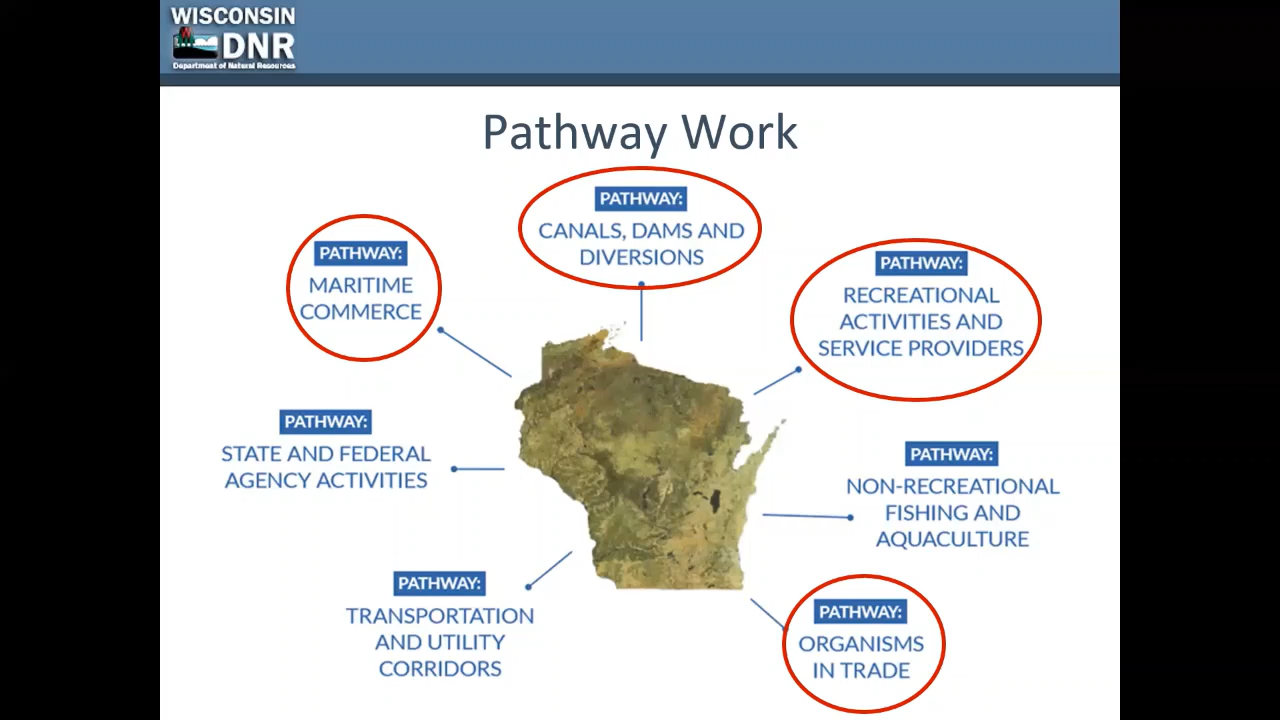 WISCONSIN
DNR
Department of Natural Resources
Pathway Work
PATHWAY:
CANALS, DAMS AND
DIVERSIONS
PATHWAY:
MARITIME
COMMERCE
PATHWAY:
RECREATIONAL
ACTIVITIES AND
SERVICE PROVIDERS
PATHWAY:
STATE AND FEDERAL
AGENCY ACTIVITIES
PATHWAY:
NON-RECREATIONAL
FISHING AND
AQUACULTURE
PATHWAY:
TRANSPORTATION
AND UTILITY
CORRIDORS
PATHWAY:
ORGANISMS
IN TRADE